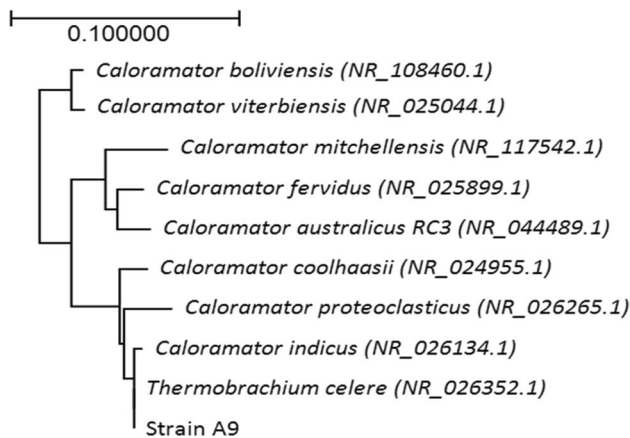 0.100000
Caloramator boliviensis (NR_108460.1)
Caloramator viterbiensis (NR_025044.1)
Caloramator mitchellensis (NR_117542.1)
Caloramator fervidus (NR_025899.1)
Caloramator australicus RC3 (NR_044489.1)
Caloramator coolhaasii (NR_024955.1)
Caloramator proteoclasticus (NR_026265.1)
Caloramator indicus (NR_026134.1)
Thermobrachium celere (NR_026352.1)
Strain A9